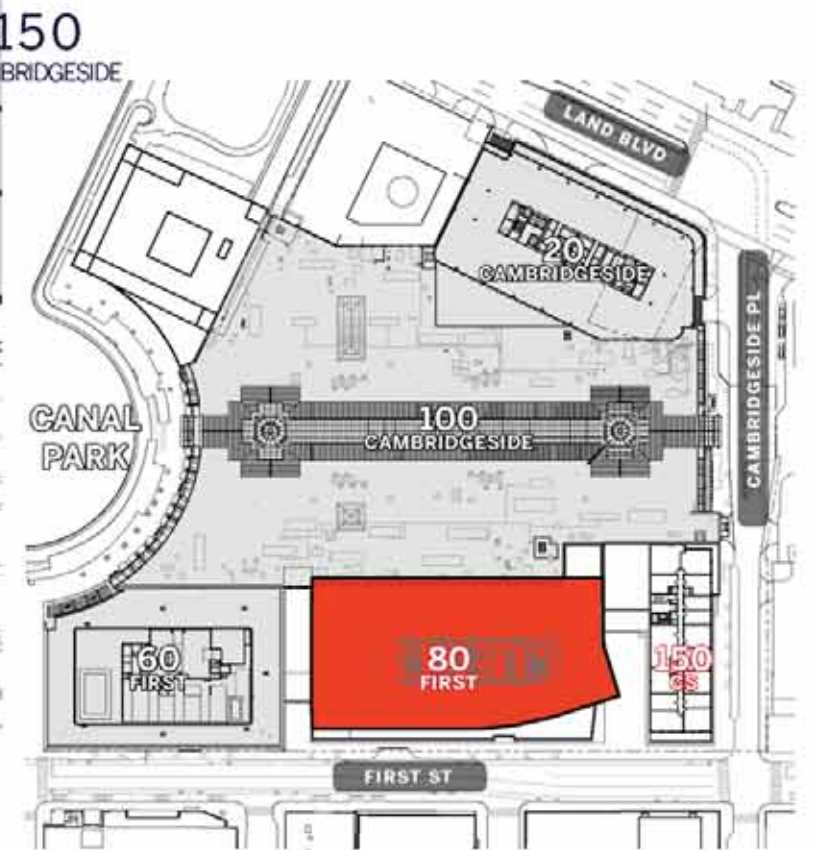 150
BRIDGESIDE
LAND BLVD
20
CAMBRIDGESIDE
CAMBRIDGESIDE PL
CANAL
PARK
100
CAMBRIDGESIDE
60
FIRST
80
FIRST
150
CS
FIRST ST